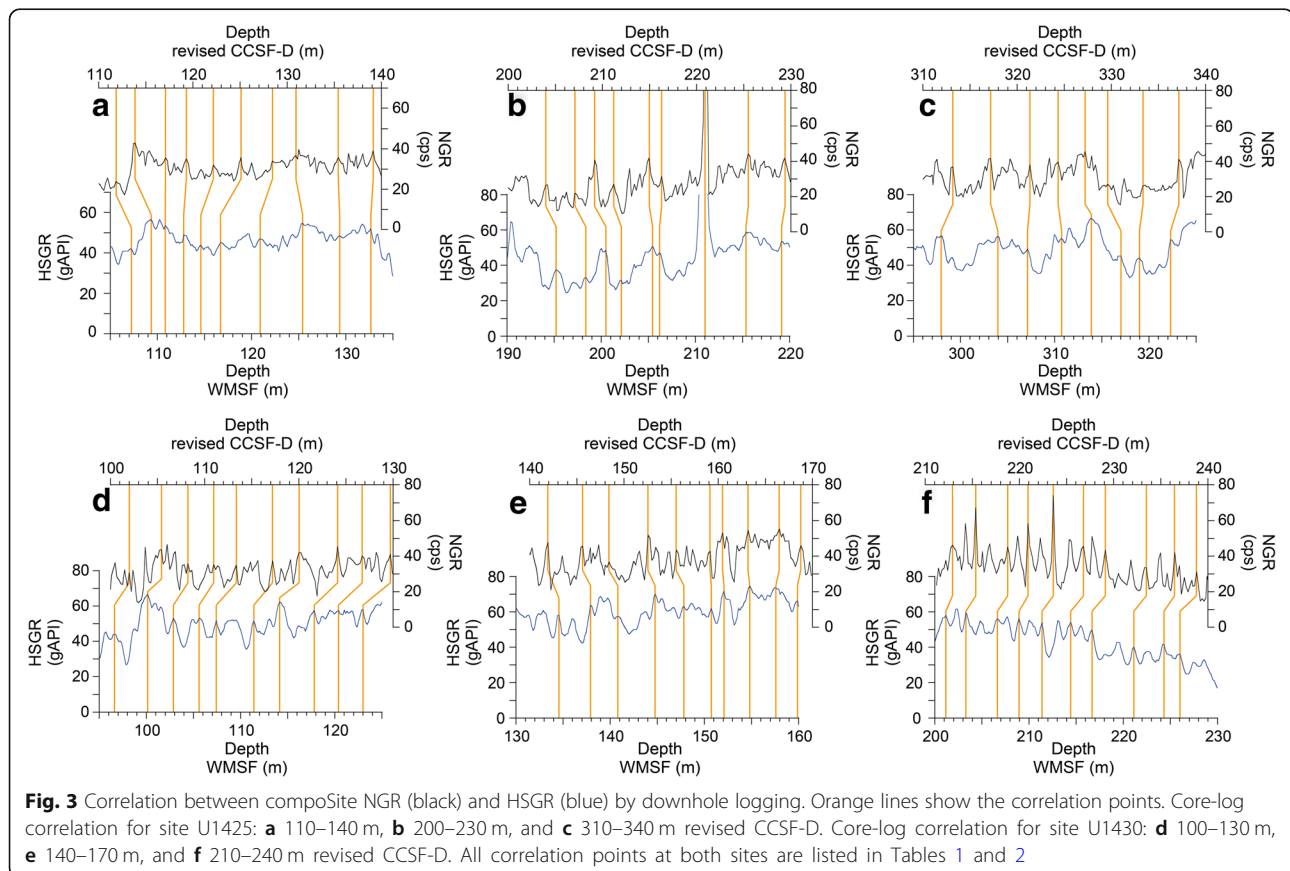 Depth
revised CCSF-D (m)
110 120 130 140
a
60
40
20
0
NGR
(cps)
60
40
20
0
HSGR
(gAPI)
110 120 130
Depth
WMSF (m)
Depth
revised CCSF-D (m)
200 210 220 230
b
80
60
40
20
0
NGR
(cps)
80
60
40
20
0
HSGR
(gAPI)
190 200 210 220
Depth
WMSF (m)
Depth
revised CCSF-D (m)
310 320 330 340
c
80
60
40
20
0
NGR
(cps)
80
60
40
20
0
HSGR
(gAPI)
300 310 320
Depth
WMSF (m)
Depth
revised CCSF-D (m)
100 110 120 130
d
80
60
40
20
0
NGR
(cps)
80
60
40
20
0
HSGR
(gAPI)
100 110 120
Depth
WMSF (m)
Depth
revised CCSF-D (m)
140 150 160 170
e
80
60
40
20
0
NGR
(cps)
80
60
40
20
0
HSGR
(gAPI)
130 140 150 160
Depth
WMSF (m)
Depth
revised CCSF-D (m)
210 220 230 240
f
80
60
40
20
0
NGR
(cps)
80
60
40
20
0
HSGR
(gAPI)
200 210 220 230
Depth
WMSF (m)
Fig. 3 Correlation between compoSite NGR (black) and HSGR (blue) by downhole logging. Orange lines show the correlation points. Core-log
correlation for site U1425: a 110–140 m, b 200–230 m, and c 310–340 m revised CCSF-D. Core-log correlation for site U1430: d 100–130 m,
e 140–170 m, and f 210–240 m revised CCSF-D. All correlation points at both sites are listed in Tables 1 and 2